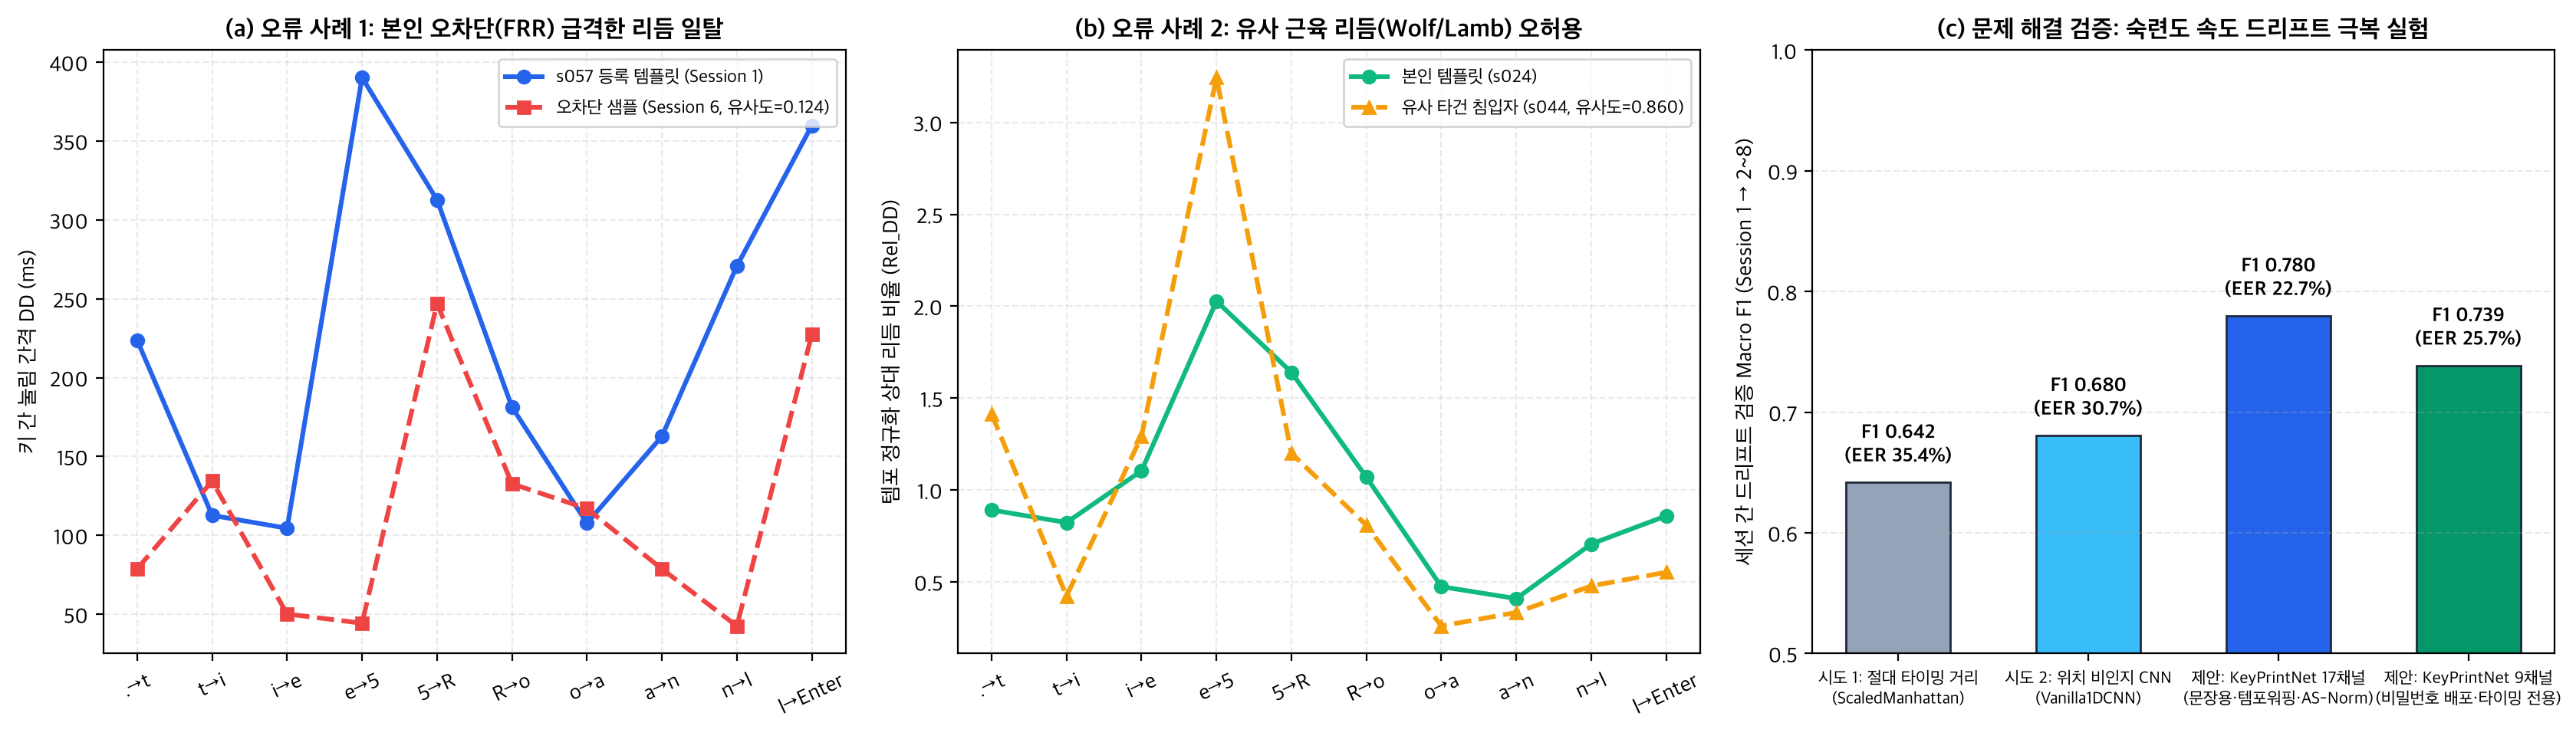 (a) 오류 사례 1: 본인 오차단(FRR) 급격한 리듬 일탈
키 간 눌림 간격 DD (ms)
400
350
300
250
200
150
100
50
s057 등록 템플릿 (Session 1)
오차단 샘플 (Session 6, 유사도=0.124)
.→t
t→i
i→e
e→5
5→R
R→o
o→a
a→n
n→l
l→Enter
(b) 오류 사례 2: 유사 근육 리듬(Wolf/Lamb) 오허용
템포 정규화 상대 리듬 비율 (Rel_DD)
3.0
2.5
2.0
1.5
1.0
0.5
본인 템플릿 (s024)
유사 타건 침입자 (s044, 유사도=0.860)
.→t
t→i
i→e
e→5
5→R
R→o
o→a
a→n
n→l
l→Enter
(c) 문제 해결 검증: 숙련도 속도 드리프트 극복 실험
세션 간 드리프트 검증 Macro F1 (Session 1→2~8)
1.0
0.9
0.8
0.7
0.6
0.5
F1 0.642
(EER 35.4%)
F1 0.680
(EER 30.7%)
F1 0.780
(EER 22.7%)
F1 0.739
(EER 25.7%)
시도 1: 절대 타이밍 거리
(ScaledManhattan)
시도 2: 위치 비인지 CNN
(Vanilla1DCNN)
제안: KeyPrintNet 17채널
(문장용·템포워핑·AS-Norm)
제안: KeyPrintNet 9채널
(비밀번호 배포·타이밍 전용)